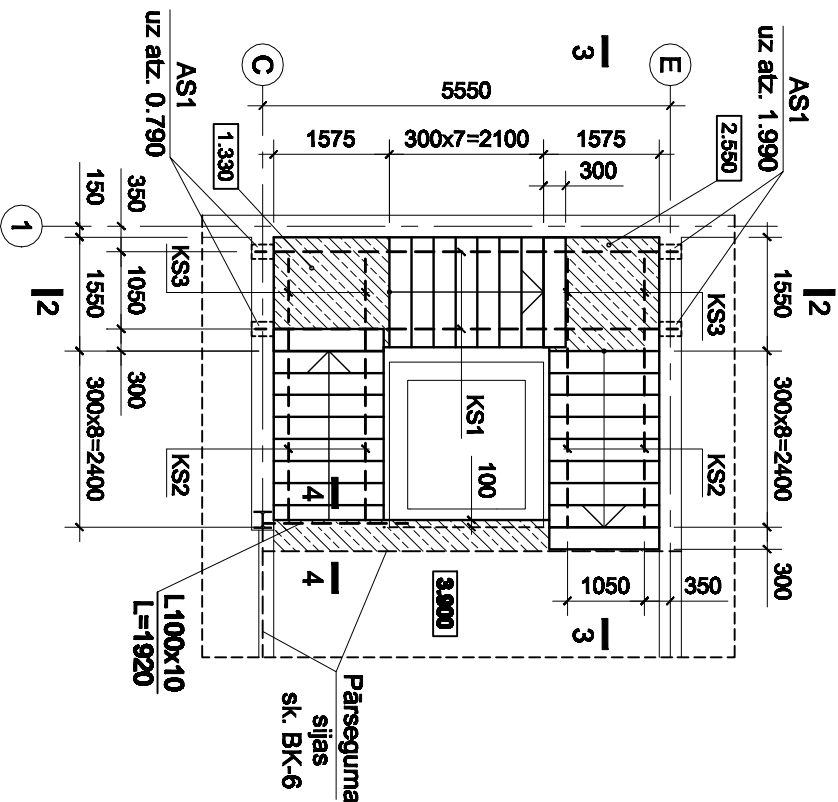 AS1
uz atz. 0.790
AS1
uz atz. 1.990
3
C
E
5550
1575
300x7=2100
1575
300
1.330
2.550
1
150
350
2
1550
1050
300
300x8=2400
KS3
KS2
KS1
100
KS3
KS2
2
1550
300x8=2400
300
1050
350
4
4
3.900
3
L100x10
L=1920
Pārseguma
sijas
sk. BK-6